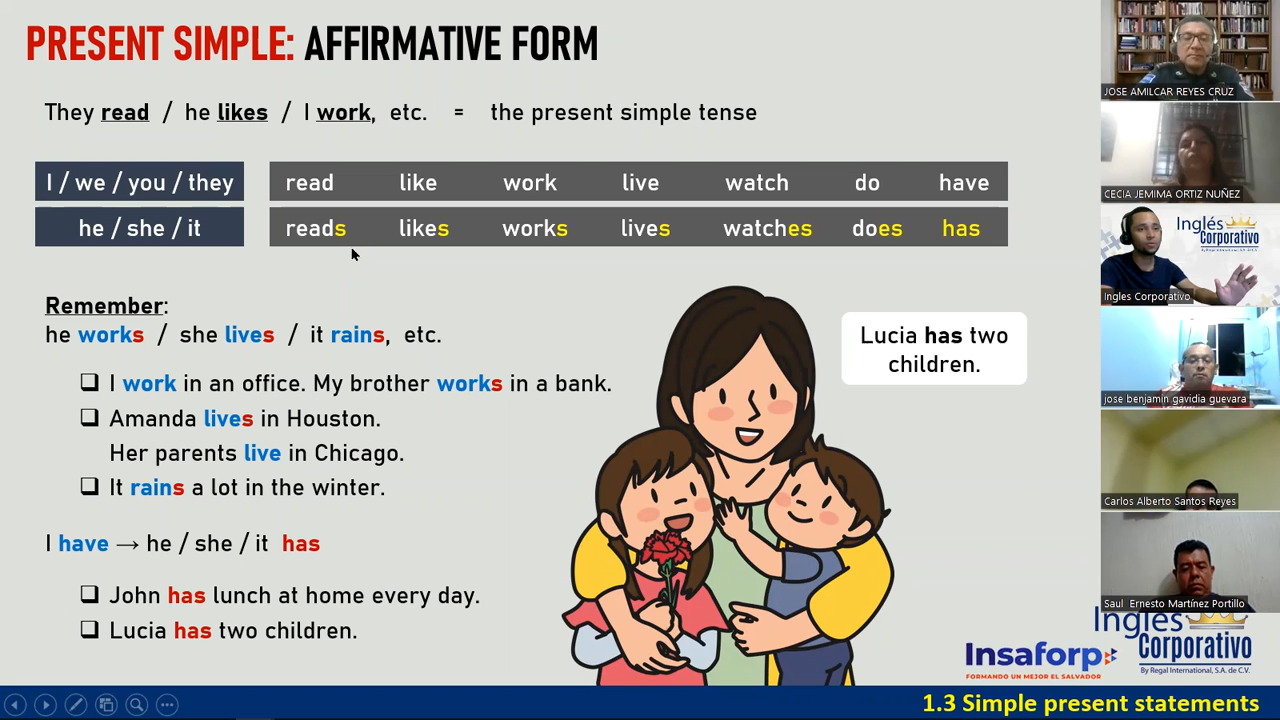 PRESENT SIMPLE: AFFIRMATIVE FORM
They read / he likes / I work, etc. = the present simple tense
I / we / you / they read like work live watch do have
he / she / it reads likes works lives watches does has
Remember:
he works / she lives / it rains, etc.
I work in an office. My brother works in a bank.
Amanda lives in Houston.
Her parents live in Chicago.
It rains a lot in the winter.
I have → he / she / it has
John has lunch at home every day.
Lucia has two children.
Lucia has two
children.
JOSE AMILCAR REYES CRUZ
CECIA JEMIMA ORTIZ NUÑEZ
Inglés
Corporativo
Ingles Corporativo
jose benjamin gavidia guevara
Carlos Alberto Santos Reyes
Saul Ernesto Martínez Portillo
Inglés
Corporativo
By Regal International, S.A. de C.V.
Insaforp
FORMANDO UN MEJOR EL SALVADOR
1.3 Simple present statements